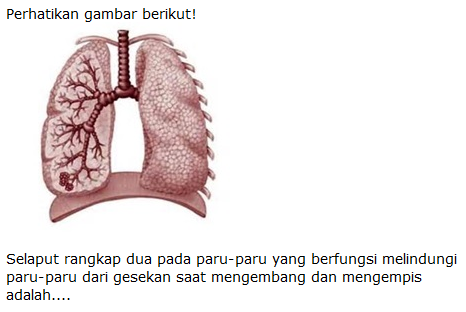 Perhatikan gambar berikut!
Selaput rangkap dua pada paru-paru yang berfungsi melindungi
paru-paru dari gesekan saat mengembang dan mengempis
adalah....